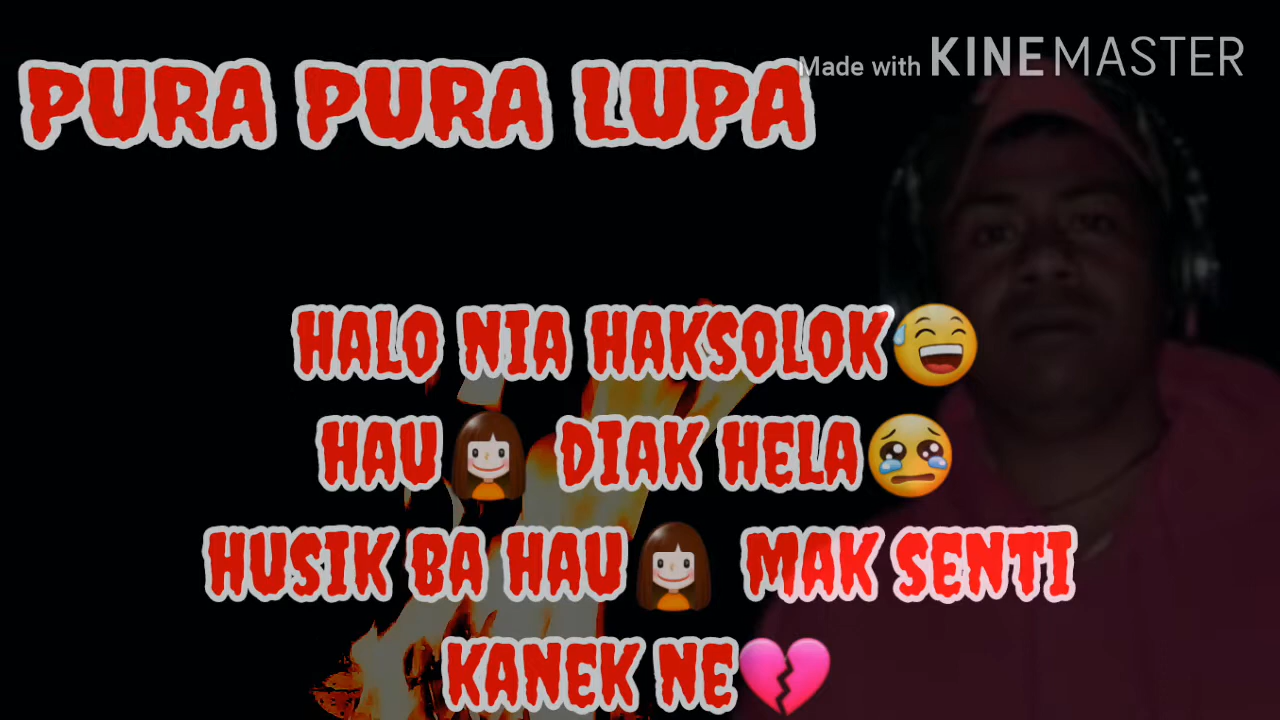 Made with KINEMASTER
PURA PURA LUPA
HALO NIA HAKSOLOK😅
HAU👧 DIAK HELA😢
HUSIK BA HAU👧 MAK SENTI
KANEK NE💔